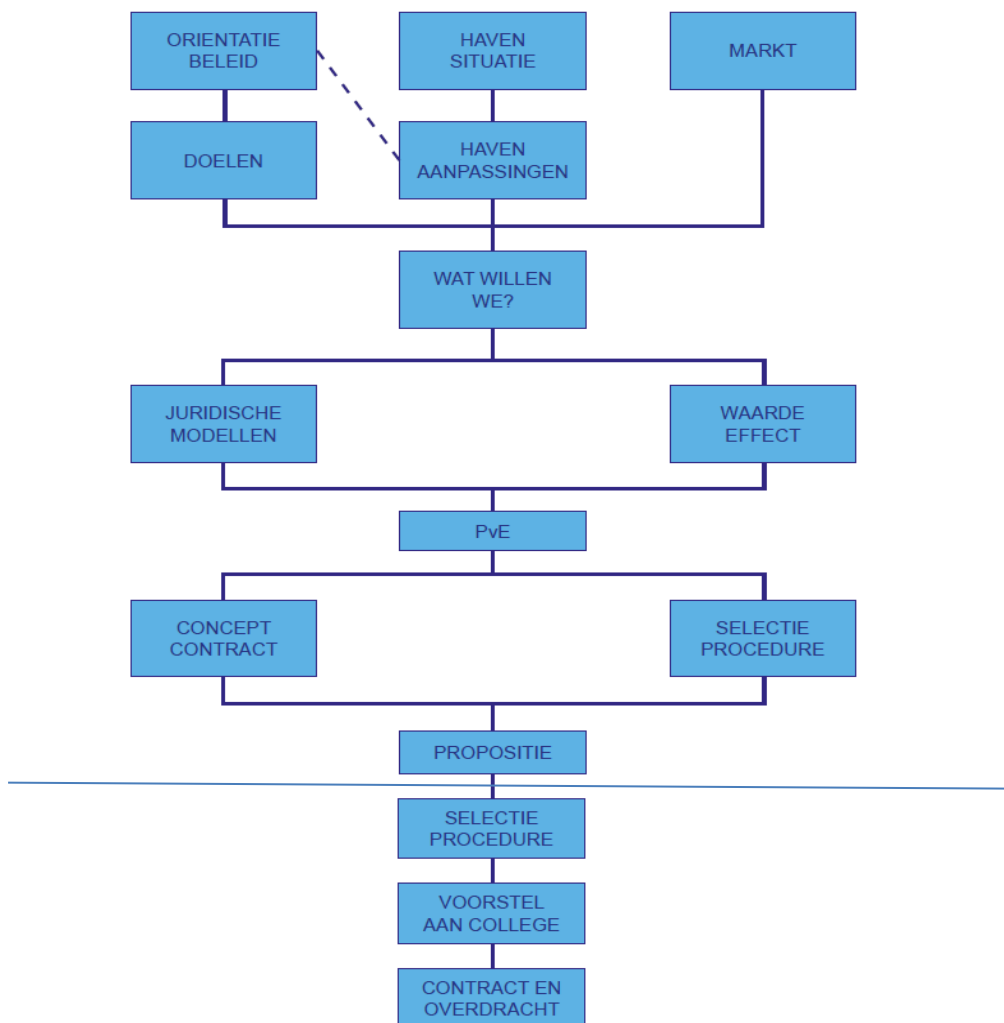 ORIENTATIE
BELEID
HAVEN
SITUATIE
MARKT
DOELEN
HAVEN
AANPASSINGEN
WAT WILLEN
WE?
JURIDISCHE
MODELLEN
WAARDE
EFFECT
PvE
CONCEPT
CONTRACT
SELECTIE
PROCEDURE
PROPOSITIE
SELECTIE
PROCEDURE
VOORSTEL
AAN COLLEGE
CONTRACT EN
OVERDRACHT